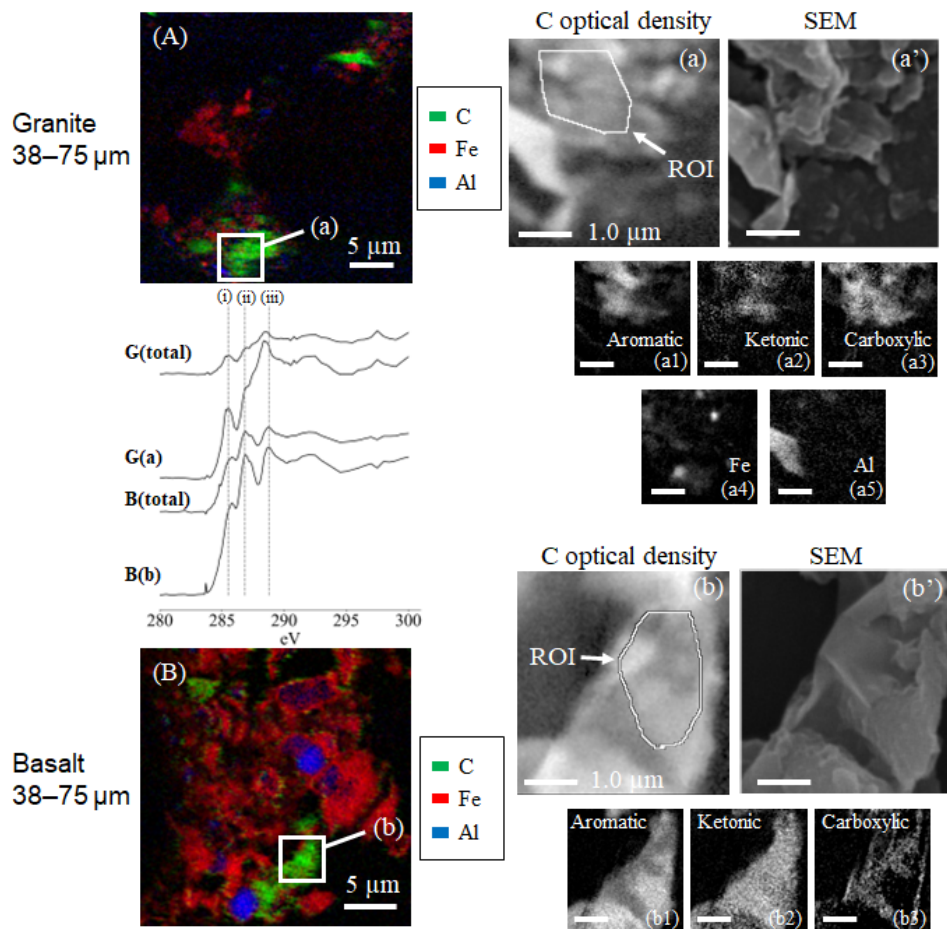 C optical density
SEM
(A)
(a)
(a’)
Granite
38–75 µm
C
Fe
Al
ROI
(a)
5 µm
1.0 µm
(i)
(ii)
(iii)
Aromatic
(a1)
Ketonic
(a2)
Carboxylic
(a3)
G(total)
Fe
(a4)
Al
(a5)
G(a)
B(total)
B(b)
280
285
290
295
300
eV
C optical density
SEM
(B)
(b)
(b’)
ROI
Basalt
38–75 µm
C
Fe
Al
(b)
1.0 µm
5 µm
Aromatic
(b1)
Ketonic
(b2)
Carboxylic
(b3)